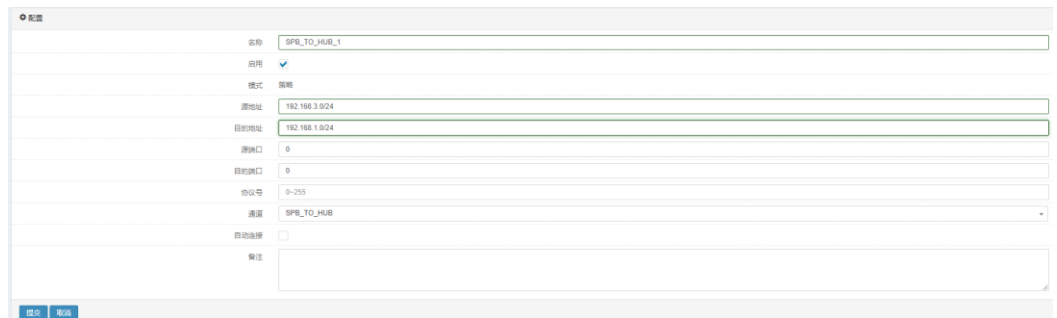 配置
名称 SPB_TO_HUB_1
启用
模式 策略
源地址 192.168.3.0/24
目的地址 192.168.1.0/24
源端口 0
目的端口 0
协议号 0~255
通道 SPB_TO_HUB
自动连接
备注
提交 取消